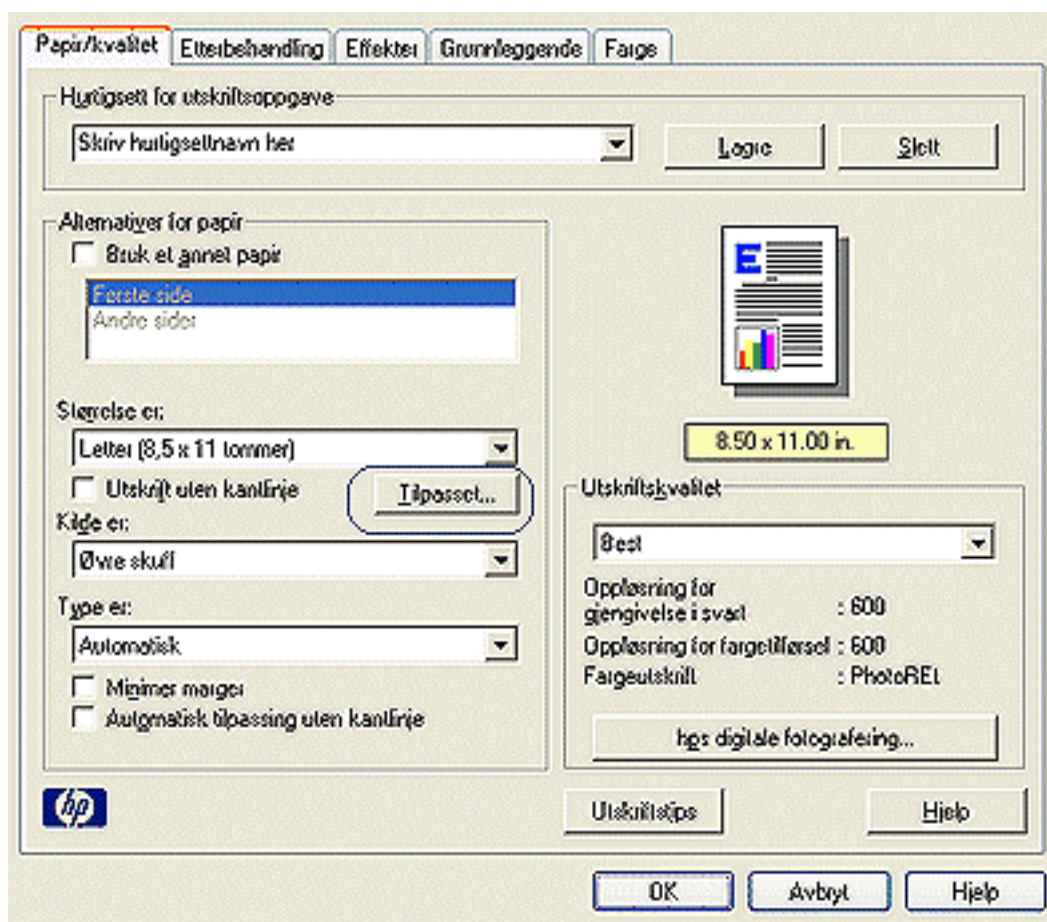 Papir/kvalitet Etterbehandling Effekter Grunnleggende Farge
Hurtigsett for utskriftsoppgave
Skriv hurtigsettnavn her
Lagre
Slett
Alternativer for papir
Bruk et annet papir
Første side
Andre sider
Størrelse er:
Letter (8,5 x 11 tommer)
Utskrift uten kantlinje
Tilpasset...
Kilde er:
Øvre skuff
Type er:
Automatisk
Minimer marger
Automatisk tilpassing uten kantlinje
E
8.50 x 11.00 in.
Utskriftskvalitet
Best
Oppløsning for
gjengivelse i svart : 600
Oppløsning for fargetilførsel : 600
Fargeutskrift : PhotoREt
hps digitale fotografering...
hp
Utskriftstips
Hjelp
OK
Avbryt
Hjelp